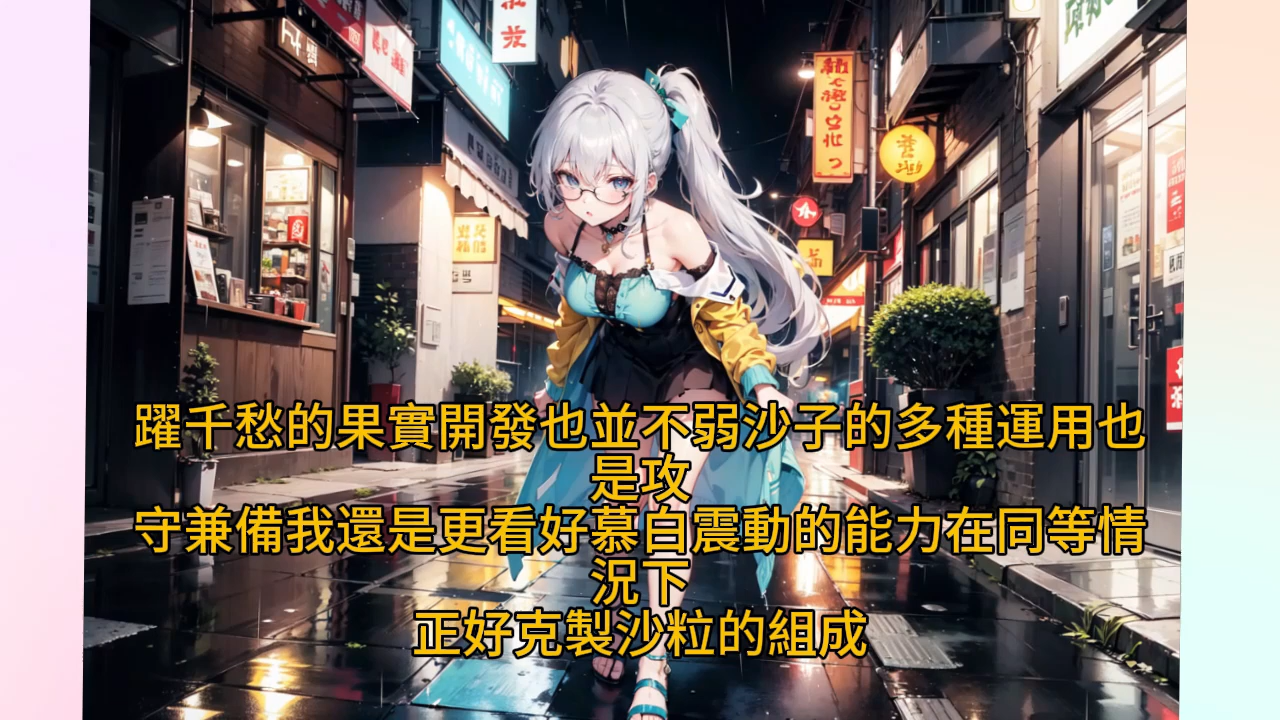 躍千愁的果實開發也並不弱沙子的多種運用也
是攻
守兼備我還是更看好慕白震動的能力在同等情
況下
正好克製沙粒的組成